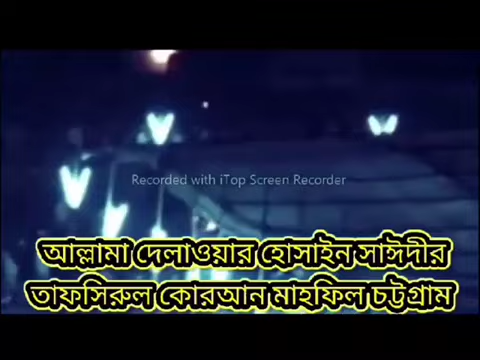 Recorded with iTop Screen Recorder
আল্লামা দেলাওয়ার হোসাইন সাঈদীর
তাফসিরুল কোরআন মাহফিল চট্টগ্রাম